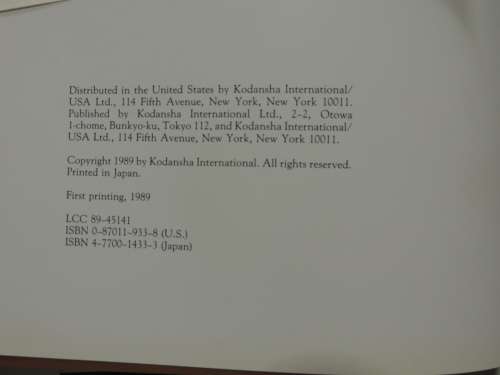 Distributed in the United States by Kodansha International/
USA Ltd., 114 Fifth Avenue, New York, New York 10011.
Published by Kodansha International Ltd., 2–2, Otowa
1-chome, Bunkyo-ku, Tokyo 112, and Kodansha International/
USA Ltd., 114 Fifth Avenue, New York, New York 10011.
Copyright 1989 by Kodansha International. All rights reserved.
Printed in Japan.
First printing, 1989
LCC 89–45141
ISBN 0–87011–933–8 (U.S.)
ISBN 4–7700–1433–3 (Japan)